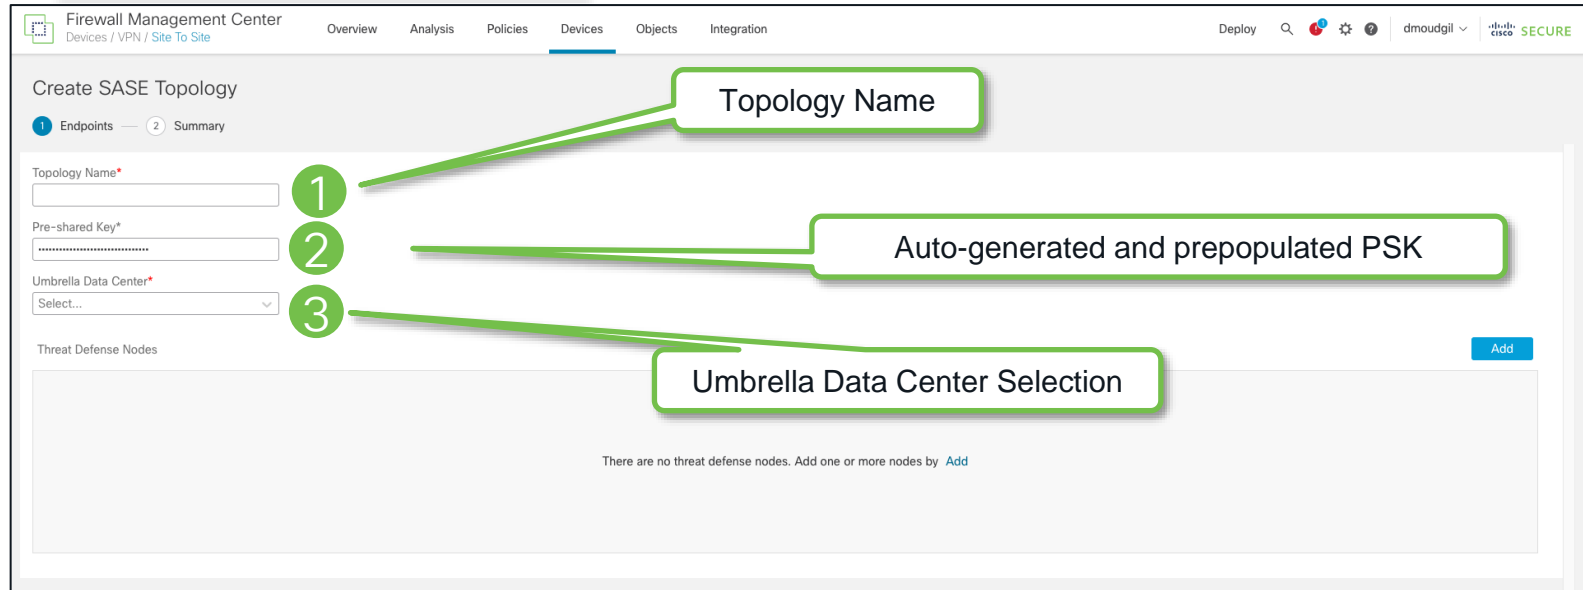 Firewall Management Center
Devices / VPN / Site To Site
Overview Analysis Policies Devices Objects Integration
Deploy dmoudgil cisco SECURE
Create SASE Topology
1 Endpoints 2 Summary
Topology Name
Topology Name*
1
Pre-shared Key*
2
Auto-generated and prepopulated PSK
Umbrella Data Center*
Select...
3
Threat Defense Nodes
Add
Umbrella Data Center Selection
There are no threat defense nodes. Add one or more nodes by Add